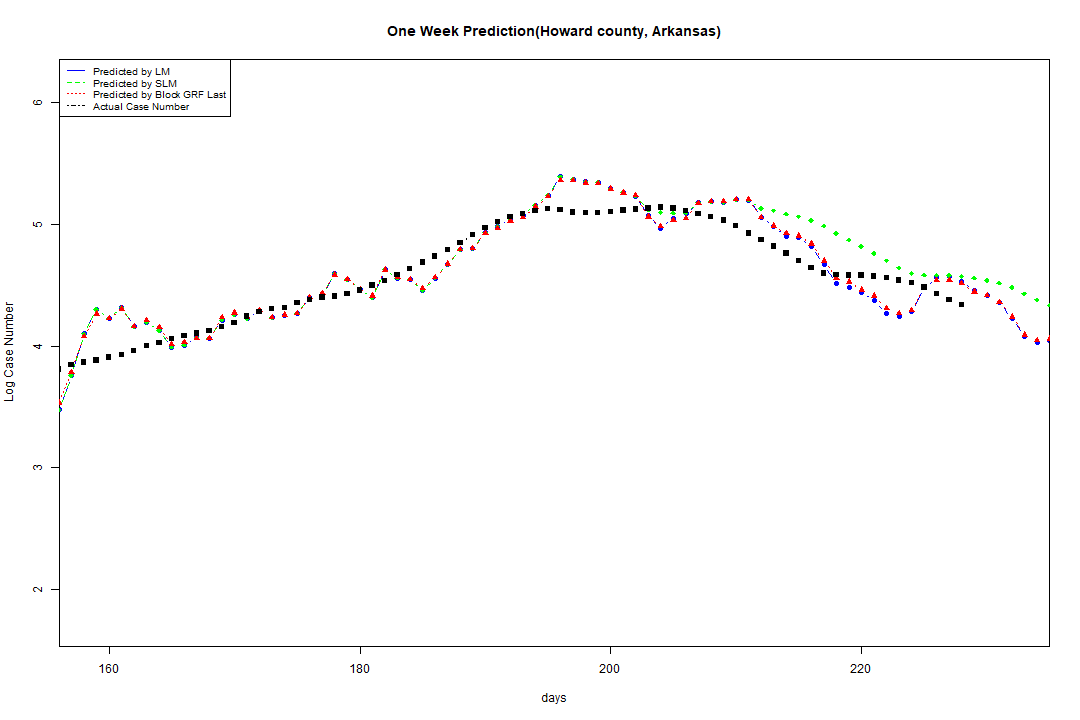 One Week Prediction(Howard county, Arkansas)
Predicted by LM
Predicted by SLM
Predicted by Block GRF Last
Actual Case Number
6
5
4
3
2
Log Case Number
160 180 200 220
days